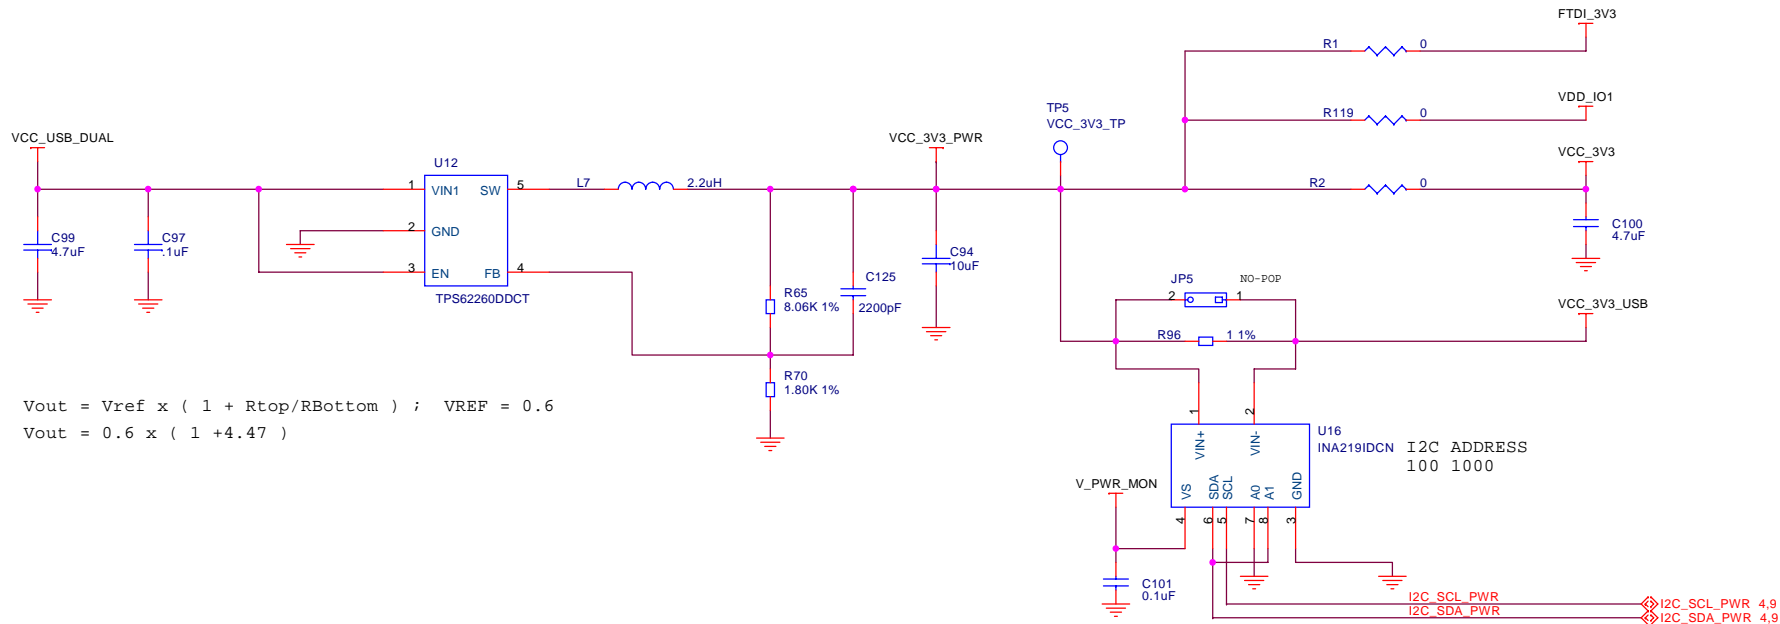 FTDI_3V3
R1 0
TP5
VCC_3V3_TP
VDD_IO1
R119 0
VCC_USB_DUAL
VCC_3V3_PWR
VCC_3V3
U12
1 VIN1 SW 5
L7 2.2uH
R2 0
C99
4.7uF
C97
.1uF
2 GND
3 EN FB 4
TPS62260DDCT
R65
8.06K 1%
C125
2200pF
C94
10uF
C100
4.7uF
JP5 NO-POP
2 1
VCC_3V3_USB
R96 1 1%
R70
1.80K 1%
Vout = Vref x ( 1 + Rtop/RBottom ) ; VREF = 0.6
Vout = 0.6 x ( 1 +4.47 )
1 2
VIN+ VIN-
U16
INA219IDCN
I2C ADDRESS
100 1000
V_PWR_MON
VS SDA SCL A0 A1 GND
4 6 5 7 8 3
C101
0.1uF
I2C_SCL_PWR I2C_SCL_PWR 4,9
I2C_SDA_PWR I2C_SDA_PWR 4,9